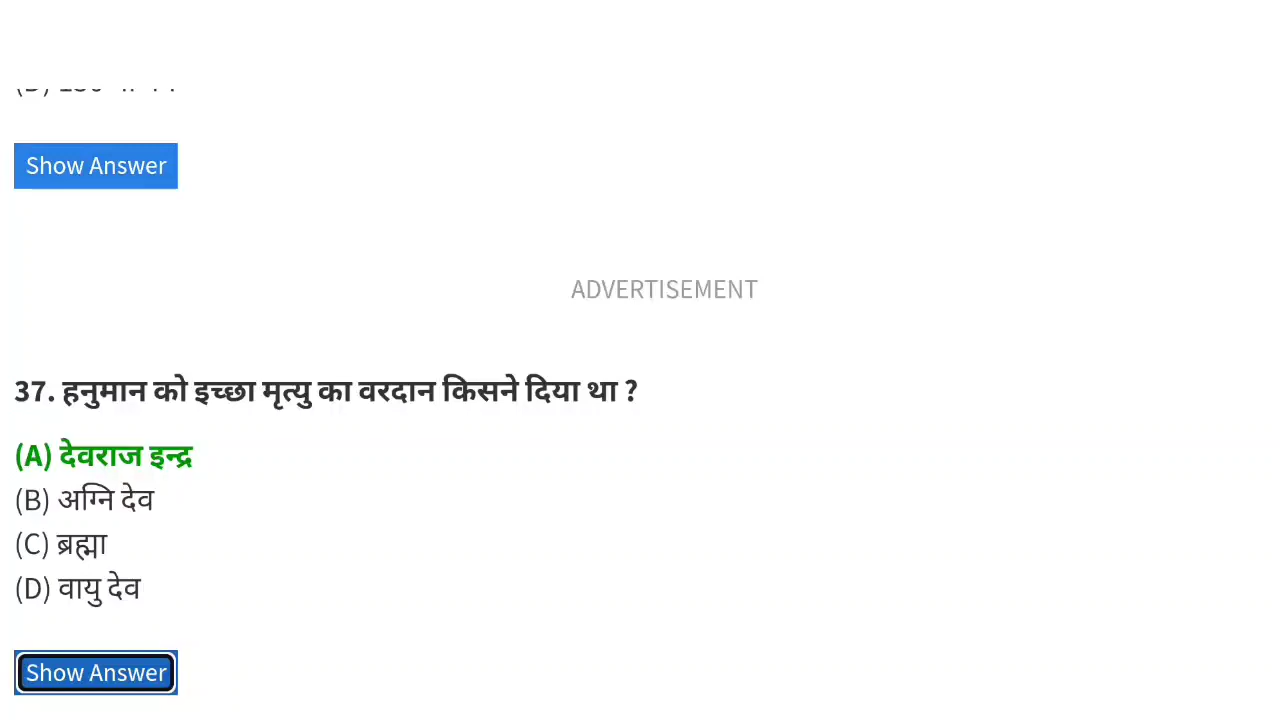 Show Answer
ADVERTISEMENT
37. हनुमान को इच्छा मृत्यु का वरदान किसने दिया था ?
(A) देवराज इन्द्र
(B) अग्नि देव
(C) ब्रह्मा
(D) वायु देव
Show Answer